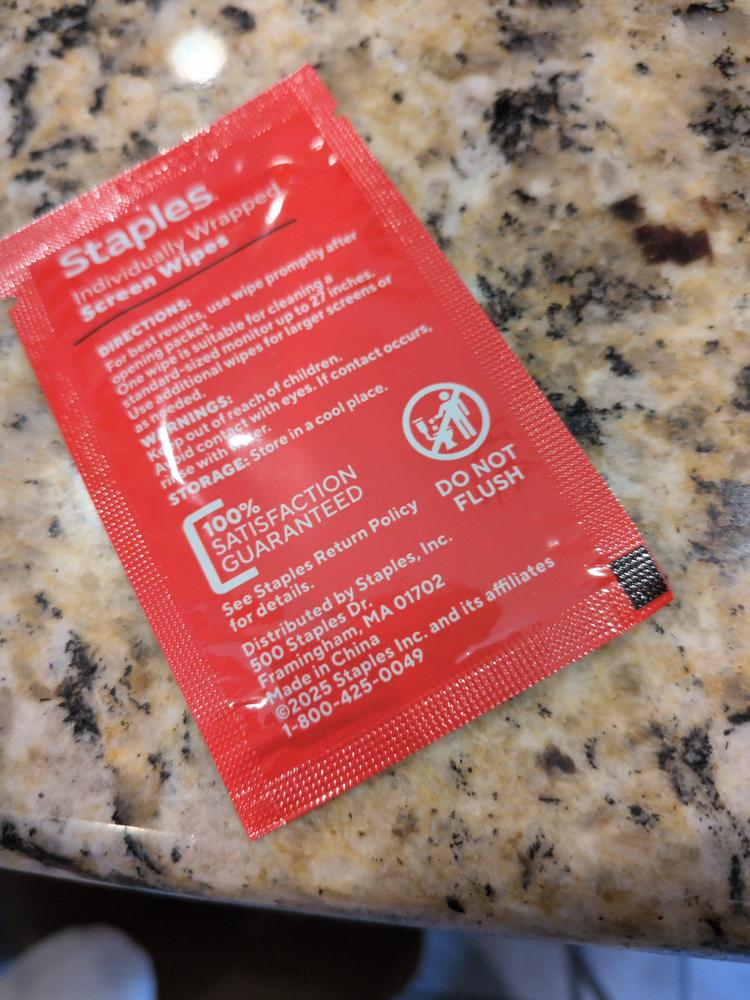 Staples
Individually Wrapped
Screen Wipes
DIRECTIONS:
For best results, use wipe promptly after
opening packet.
One wipe is suitable for cleaning a
standard-sized monitor up to 27 inches.
Use additional wipes for larger screens or
as needed.
WARNINGS:
Keep out of reach of children.
Avoid contact with eyes. If contact occurs,
rinse with water.
STORAGE: Store in a cool place.
100%
SATISFACTION
GUARANTEED
DO NOT
FLUSH
See Staples Return Policy
for details.
Distributed by Staples, Inc.
500 Staples Dr.
Framingham, MA 01702
Made in China
©2025 Staples Inc. and its affiliates
1-800-425-0049